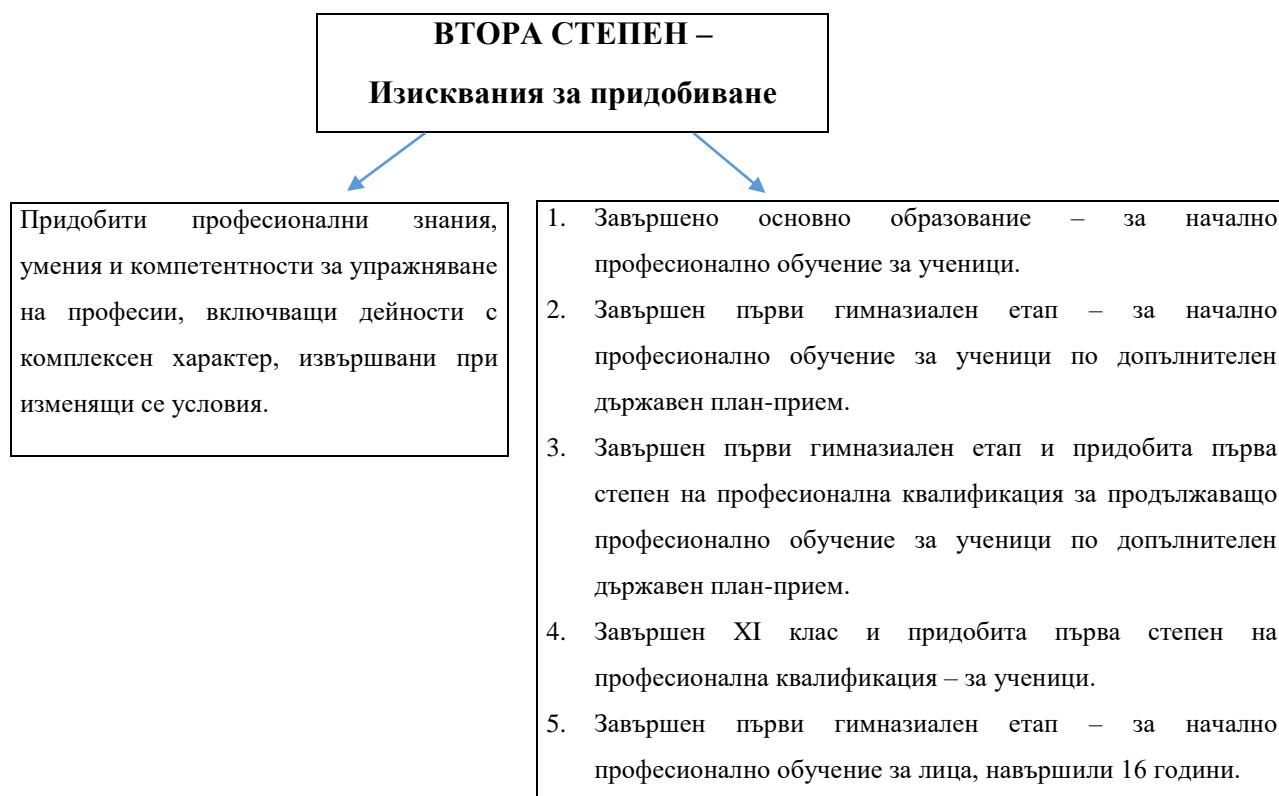 ВТОРА СТЕПЕН –
Изисквания за придобиване
Придобити професионални знания,
умения и компетентности за упражняване
на професии, включващи дейности с
комплексен характер, извършвани при
изменящи се условия.
1. Завършено основно образование – за начално
професионално обучение за ученици.
2. Завършен първи гимназиален етап – за начално
професионално обучение за ученици по допълнителен
държавен план-прием.
3. Завършен първи гимназиален етап и придобита първа
степен на професионална квалификация за продължаващо
професионално обучение за ученици по допълнителен
държавен план-прием.
4. Завършен XI клас и придобита първа степен на
професионална квалификация – за ученици.
5. Завършен първи гимназиален етап – за начално
професионално обучение за лица, навършили 16 години.